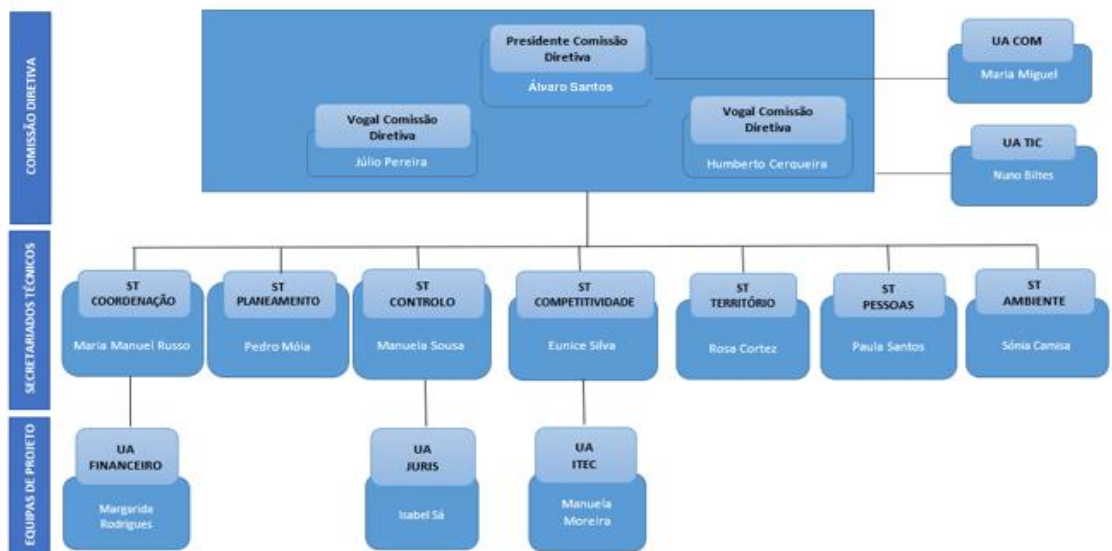 COMISSÃO DIRETIVA
Presidente Comissão
Diretiva
Álvaro Santos
Vogal Comissão
Diretiva
Júlio Pereira
Vogal Comissão
Diretiva
Humberto Cerqueira
UA COM
Maria Miguel
UA TIC
Nuno Biltes
SECRETARIADOS TÉCNICOS
ST
COORDENAÇÃO
Maria Manuel Russo
ST
PLANEAMENTO
Pedro Móia
ST
CONTROLO
Manuela Sousa
ST
COMPETITIVIDADE
Eunice Silva
ST
TERRITÓRIO
Rosa Cortez
ST
PESSOAS
Paula Santos
ST
AMBIENTE
Sónia Camisa
EQUIPAS DE PROJETO
UA
FINANCEIRO
Margarida
Rodrigues
UA
JURIS
Isabel Sá
UA
ITEC
Manuela
Moreira